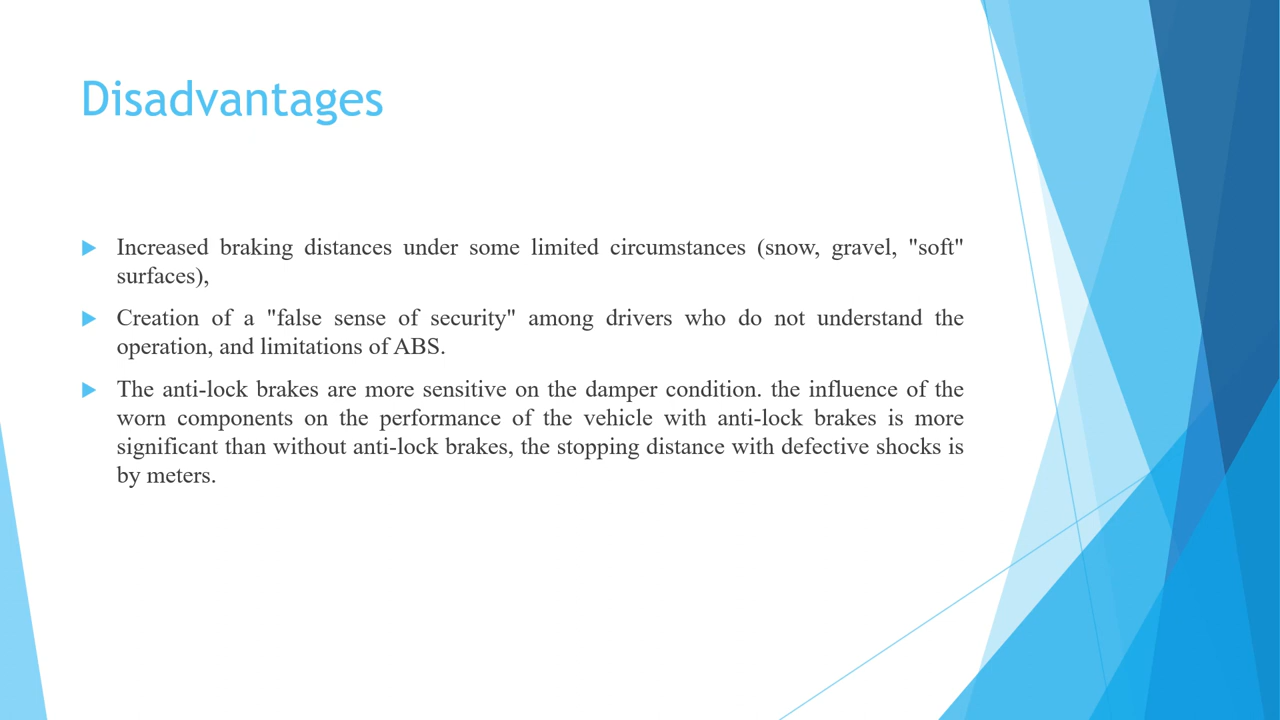 Disadvantages
Increased braking distances under some limited circumstances (snow, gravel, "soft"
surfaces),
Creation of a "false sense of security" among drivers who do not understand the
operation, and limitations of ABS.
The anti-lock brakes are more sensitive on the damper condition. the influence of the
worn components on the performance of the vehicle with anti-lock brakes is more
significant than without anti-lock brakes, the stopping distance with defective shocks is
by meters.